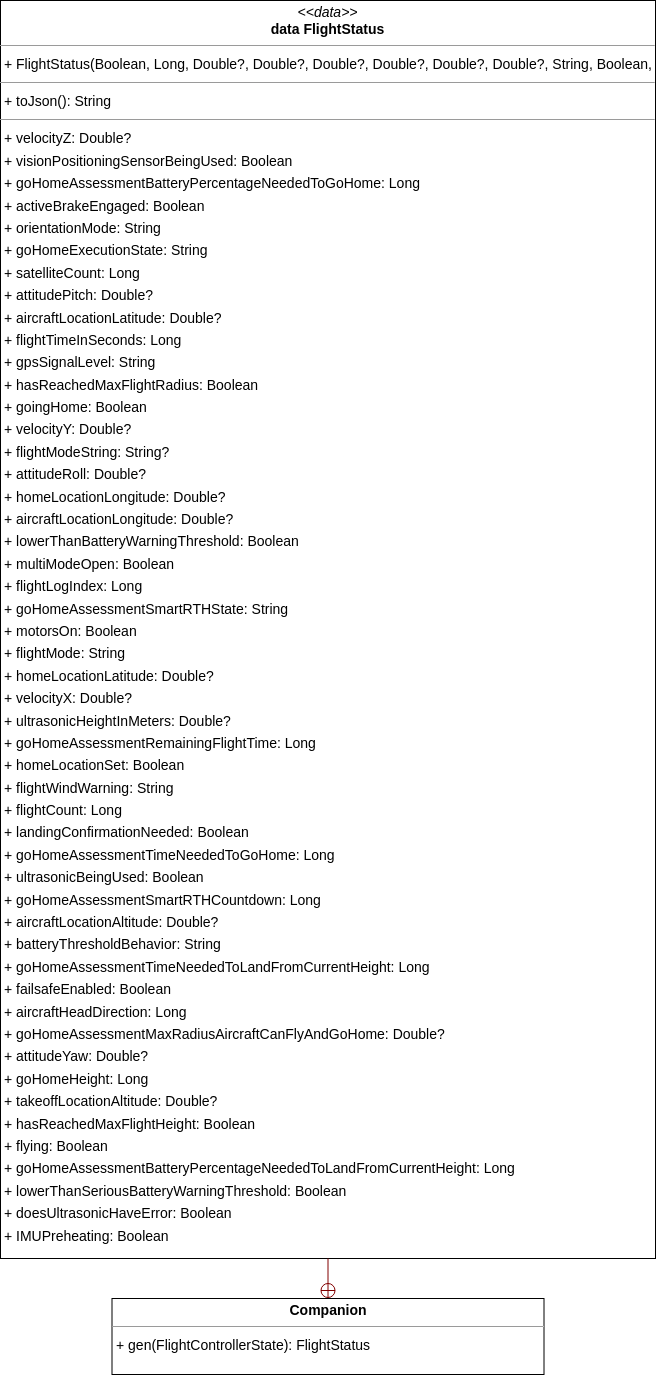 <<data>>
data FlightStatus
+ FlightStatus(Boolean, Long, Double?, Double?, Double?, Double?, Double?, Double?, String, Boolean,
+ toJson(): String
+ velocityZ: Double?
+ visionPositioningSensorBeingUsed: Boolean
+ goHomeAssessmentBatteryPercentageNeededToGoHome: Long
+ activeBrakeEngaged: Boolean
+ orientationMode: String
+ goHomeExecutionState: String
+ satelliteCount: Long
+ attitudePitch: Double?
+ aircraftLocationLatitude: Double?
+ flightTimeInSeconds: Long
+ gpsSignalLevel: String
+ hasReachedMaxFlightRadius: Boolean
+ goingHome: Boolean
+ velocityY: Double?
+ flightModeString: String?
+ attitudeRoll: Double?
+ homeLocationLongitude: Double?
+ aircraftLocationLongitude: Double?
+ lowerThanBatteryWarningThreshold: Boolean
+ multiModeOpen: Boolean
+ flightLogIndex: Long
+ goHomeAssessmentSmartRTHState: String
+ motorsOn: Boolean
+ flightMode: String
+ homeLocationLatitude: Double?
+ velocityX: Double?
+ ultrasonicHeightInMeters: Double?
+ goHomeAssessmentRemainingFlightTime: Long
+ homeLocationSet: Boolean
+ flightWindWarning: String
+ flightCount: Long
+ landingConfirmationNeeded: Boolean
+ goHomeAssessmentTimeNeededToGoHome: Long
+ ultrasonicBeingUsed: Boolean
+ goHomeAssessmentSmartRTHCountdown: Long
+ aircraftLocationAltitude: Double?
+ batteryThresholdBehavior: String
+ goHomeAssessmentTimeNeededToLandFromCurrentHeight: Long
+ failsafeEnabled: Boolean
+ aircraftHeadDirection: Long
+ goHomeAssessmentMaxRadiusAircraftCanFlyAndGoHome: Double?
+ attitudeYaw: Double?
+ goHomeHeight: Long
+ takeoffLocationAltitude: Double?
+ hasReachedMaxFlightHeight: Boolean
+ flying: Boolean
+ goHomeAssessmentBatteryPercentageNeededToLandFromCurrentHeight: Long
+ lowerThanSeriousBatteryWarningThreshold: Boolean
+ doesUltrasonicHaveError: Boolean
+ IMUPreheating: Boolean
Companion
+ gen(FlightControllerState): FlightStatus